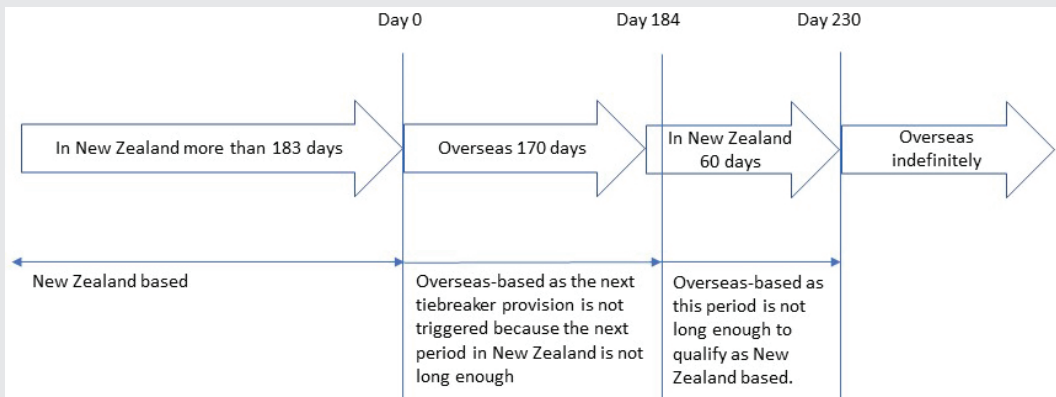 Day 0
Day 184
Day 230
In New Zealand more than 183 days
Overseas 170 days
In New Zealand
60 days
Overseas
indefinitely
New Zealand based
Overseas-based as the next
tiebreaker provision is not
triggered because the next
period in New Zealand is not
long enough
Overseas-based as
this period is not
long enough to
qualify as New
Zealand based.